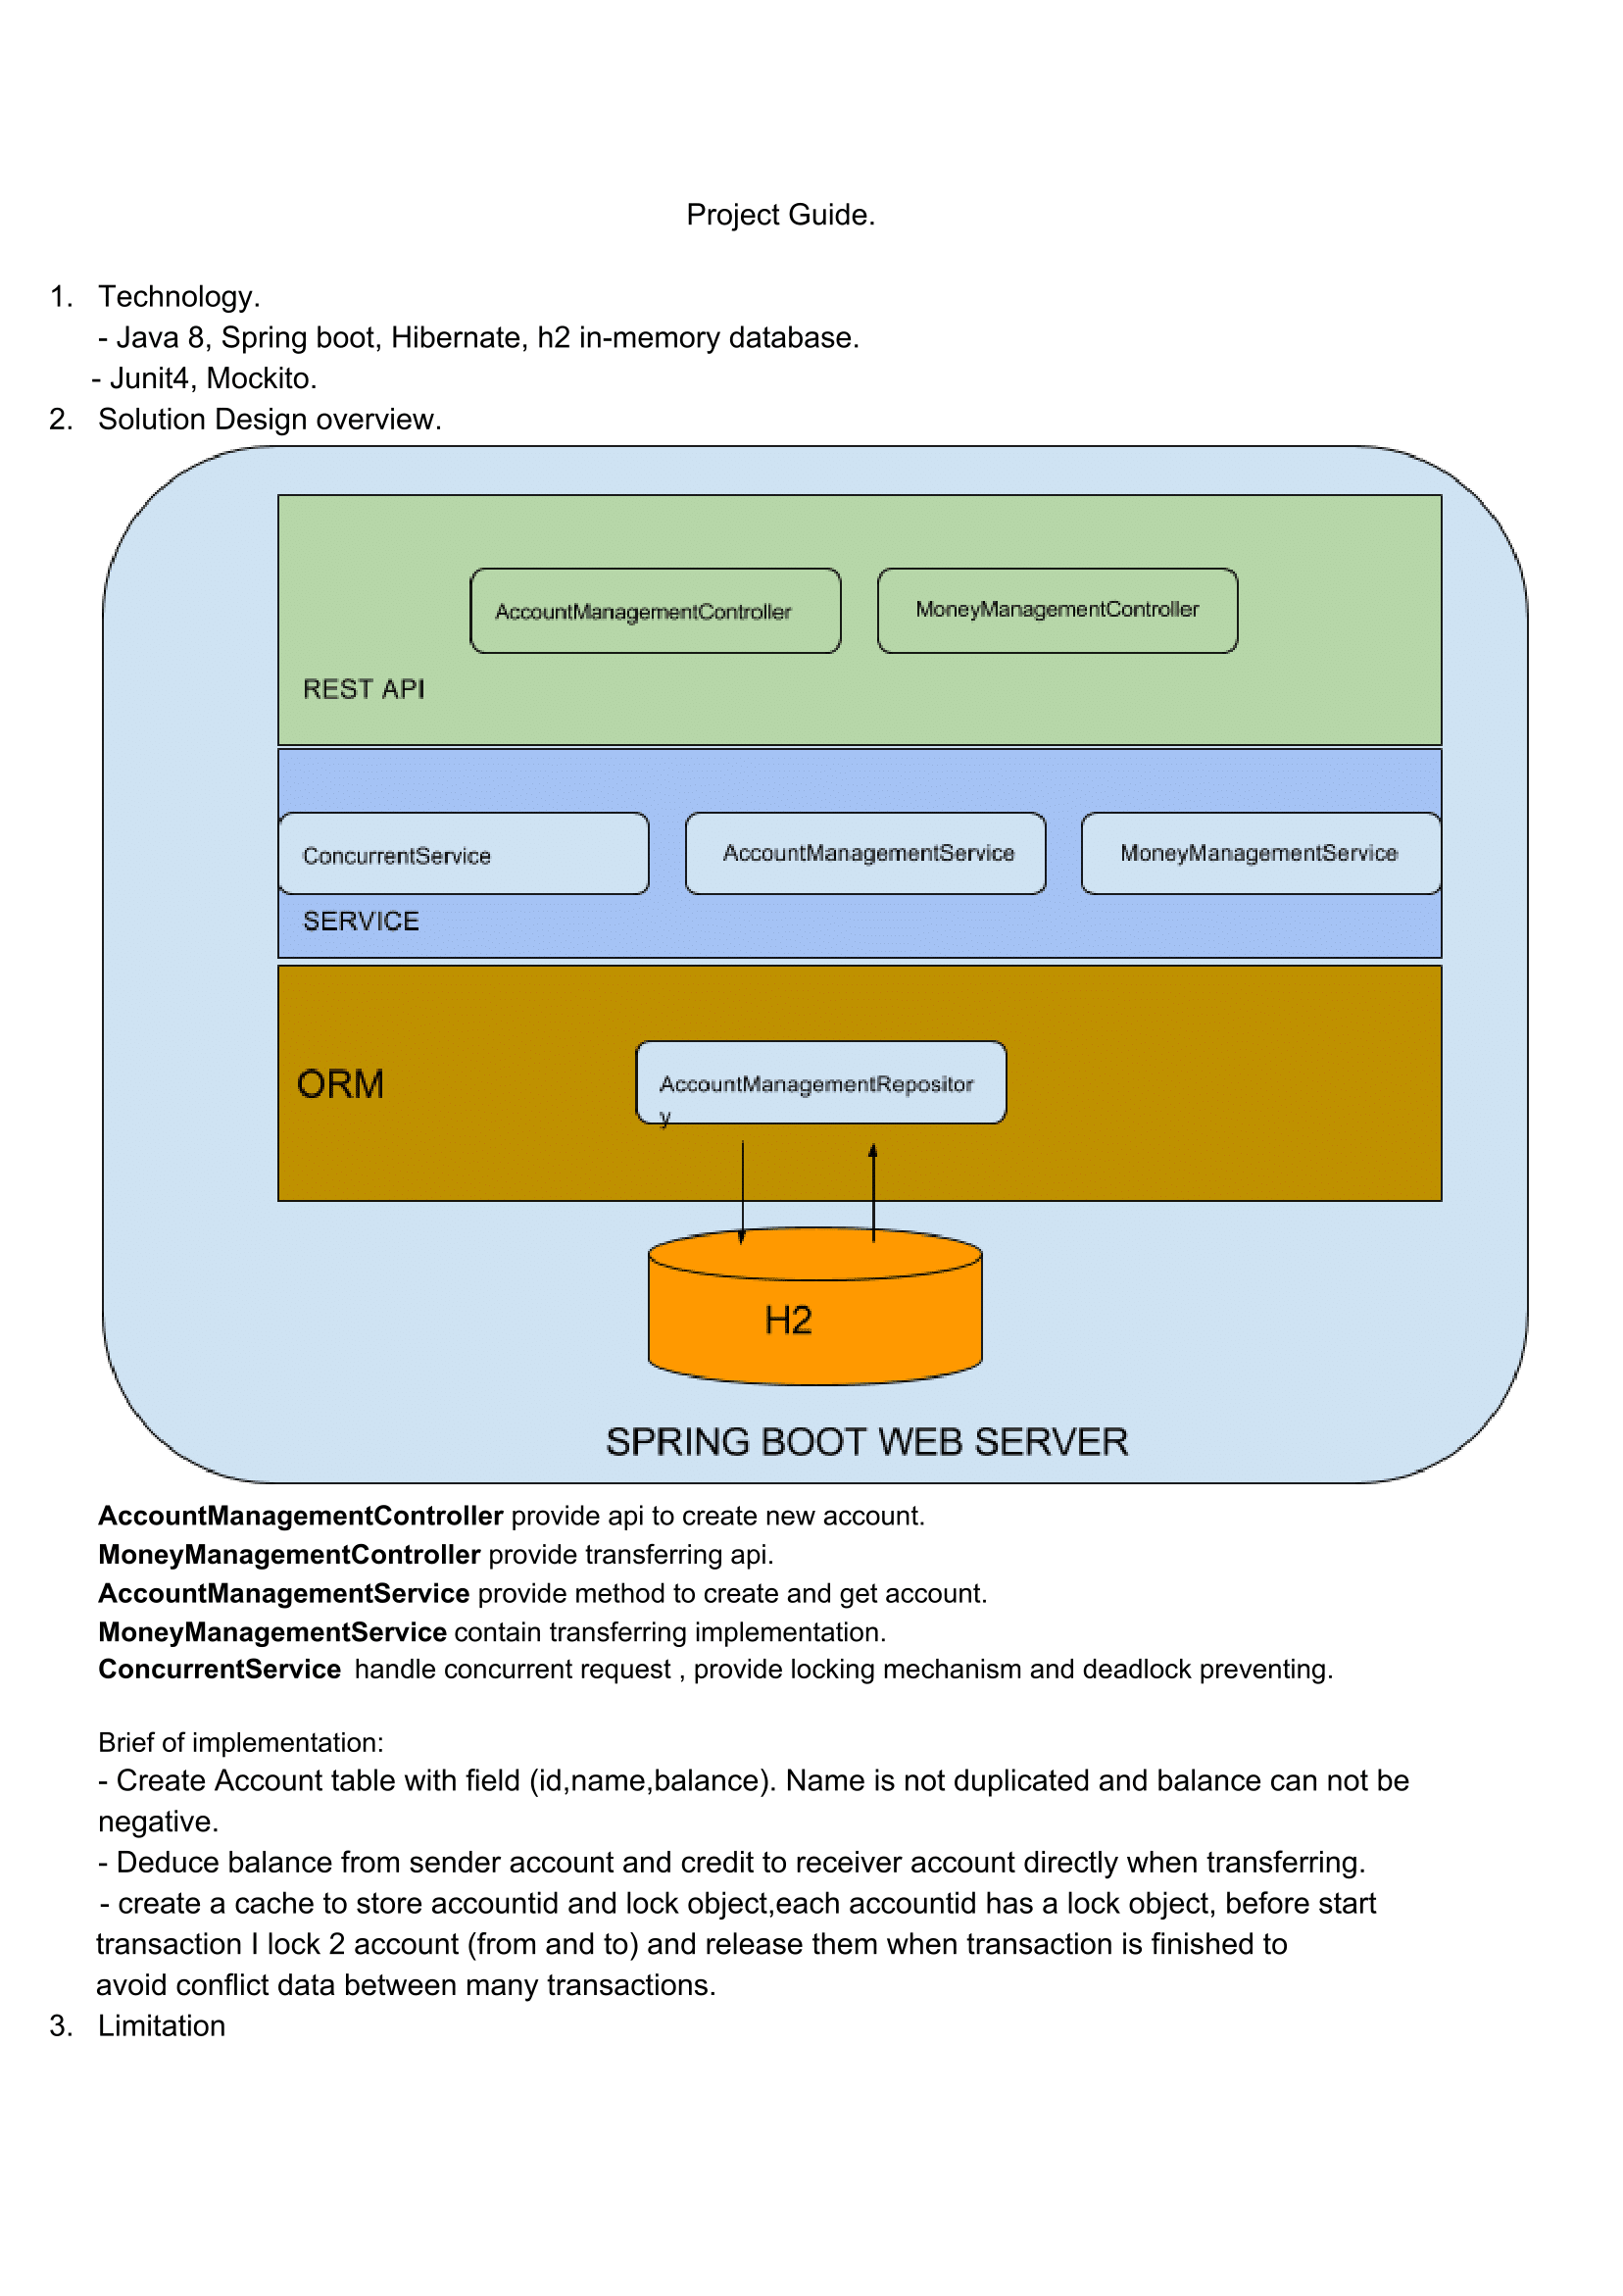 Project Guide.
1. Technology.
- Java 8, Spring boot, Hibernate, h2 in-memory database.
- Junit4, Mockito.
2. Solution Design overview.
AccountManagementController
MoneyManagementController
REST API
ConcurrentService
AccountManagementService
MoneyManagementService
SERVICE
ORM
AccountManagementRepositor
y
H2
SPRING BOOT WEB SERVER
AccountManagementController provide api to create new account.
MoneyManagementController provide transferring api.
AccountManagementService provide method to create and get account.
MoneyManagementService contain transferring implementation.
ConcurrentService handle concurrent request , provide locking mechanism and deadlock preventing.
Brief of implementation:
- Create Account table with field (id,name,balance). Name is not duplicated and balance can not be
negative.
- Deduce balance from sender account and credit to receiver account directly when transferring.
- create a cache to store accountid and lock object,each accountid has a lock object, before start
transaction I lock 2 account (from and to) and release them when transaction is finished to
avoid conflict data between many transactions.
3. Limitation